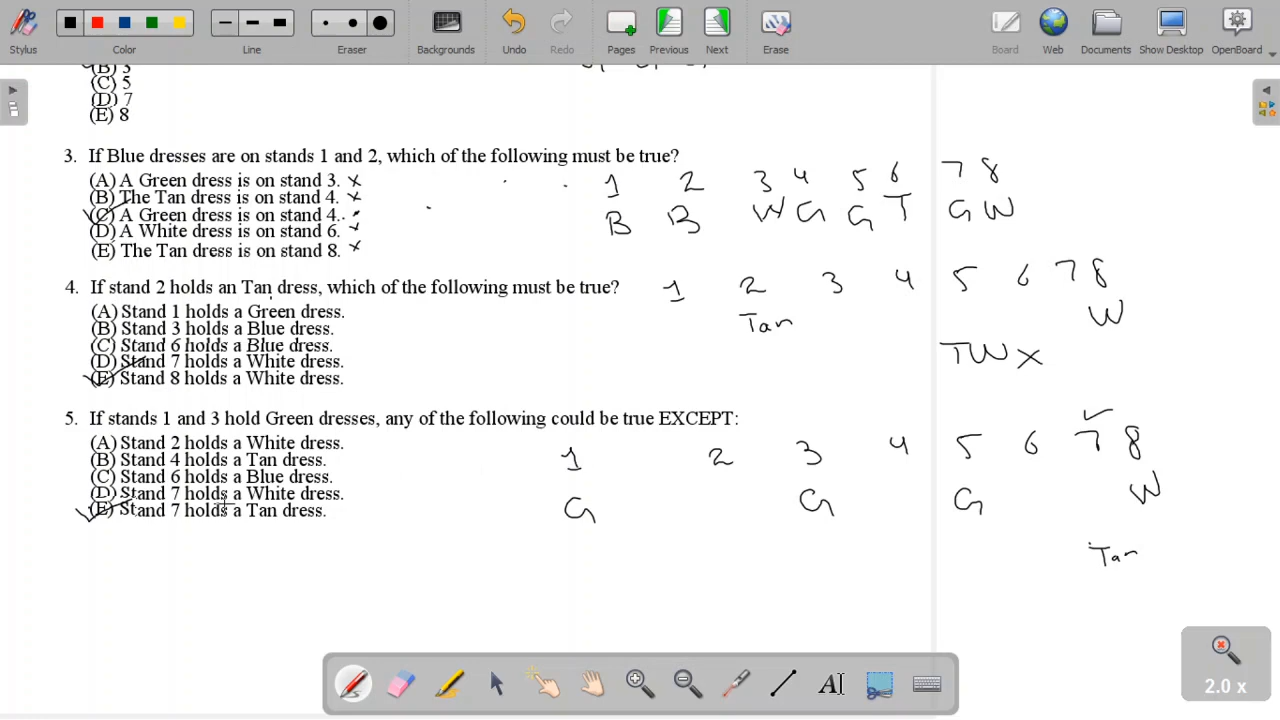 Stylus Color Line Eraser Backgrounds Undo Redo Pages Previous Next Erase Board Web Documents Show Desktop OpenBoard
(B) 3
(C) 5
(D) 7
(E) 8
3. If Blue dresses are on stands 1 and 2, which of the following must be true?
(A) A Green dress is on stand 3. x
(B) The Tan dress is on stand 4. x
(C) A Green dress is on stand 4.
(D) A White dress is on stand 6. x
(E) The Tan dress is on stand 8. x
1 2 3 4 5 6 7 8
B B W G G T G W
4. If stand 2 holds an Tan dress, which of the following must be true?
(A) Stand 1 holds a Green dress.
(B) Stand 3 holds a Blue dress.
(C) Stand 6 holds a Blue dress.
(D) Stand 7 holds a White dress.
(E) Stand 8 holds a White dress.
1 2 3 4 5 6 7 8
Tan W
TW X
5. If stands 1 and 3 hold Green dresses, any of the following could be true EXCEPT:
(A) Stand 2 holds a White dress.
(B) Stand 4 holds a Tan dress.
(C) Stand 6 holds a Blue dress.
(D) Stand 7 holds a White dress.
(E) Stand 7 holds a Tan dress.
1 2 3 4 5 6 7 8
G G G W
Tan
2.0 x